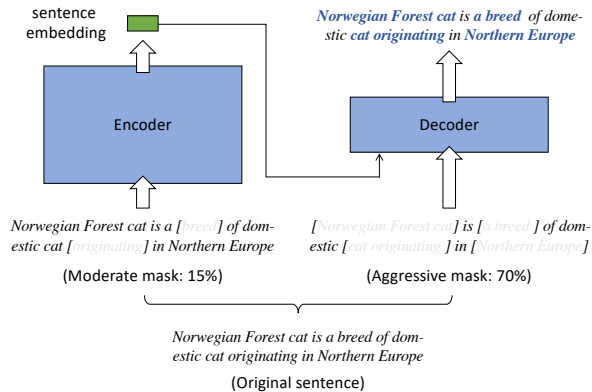 sentence
embedding
Norwegian Forest cat is a breed of dome-
stic cat originating in Northern Europe
Encoder
Decoder
Norwegian Forest cat is a [breed] of dom-
estic cat [originating] in Northern Europe
(Moderate mask: 15%)
[Norwegian Forest cat] is [a breed ] of dom-
estic [cat originating ] in [Northern Europe]
(Aggressive mask: 70%)
Norwegian Forest cat is a breed of dom-
estic cat originating in Northern Europe
(Original sentence)